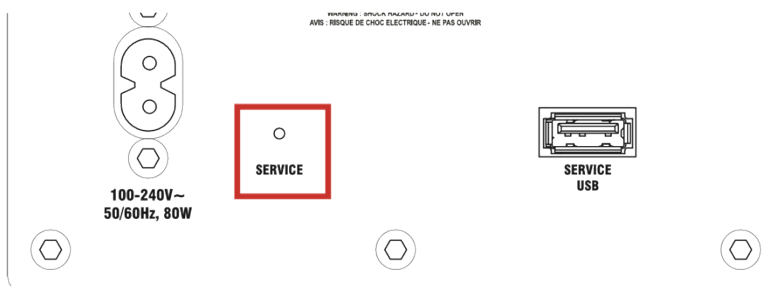 WARNING : SHOCK HAZARD - DO NOT OPEN
AVIS : RISQUE DE CHOC ELECTRIQUE - NE PAS OUVRIR
SERVICE
SERVICE
USB
100-240V~
50/60Hz, 80W